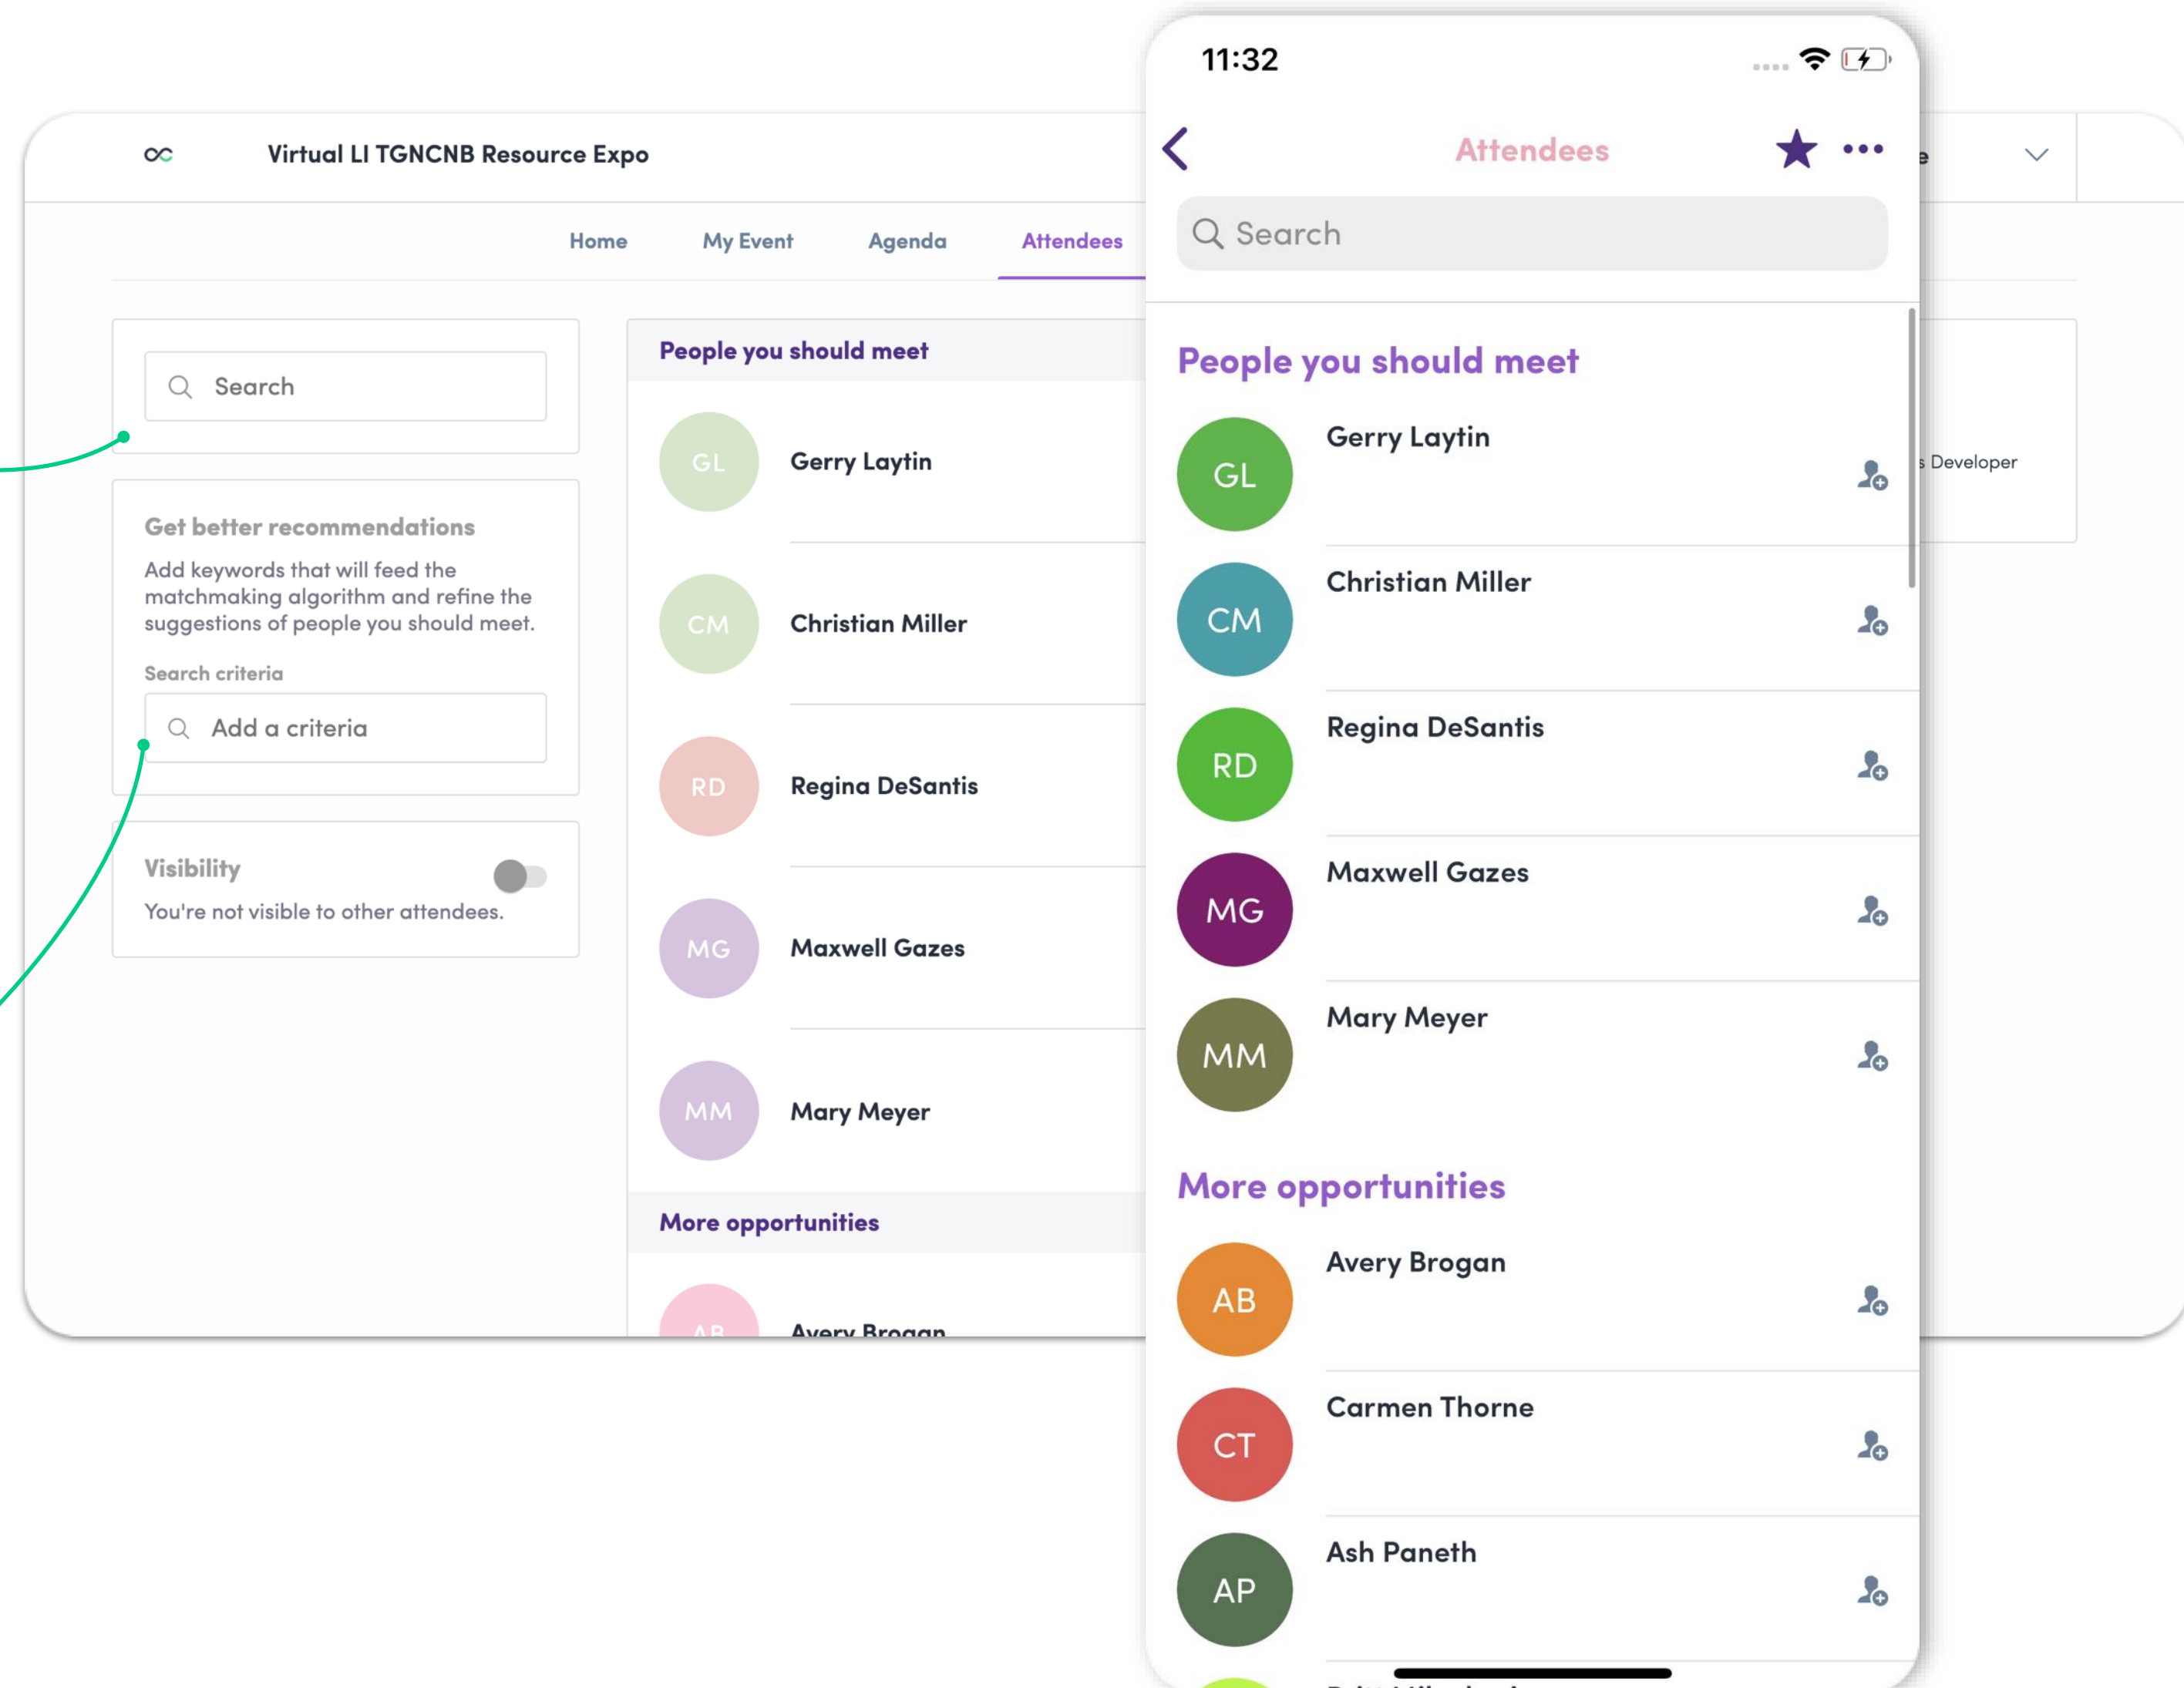 Virtual LI TGNCNB Resource Expo
Home My Event Agenda Attendees
Search
Get better recommendations
Add keywords that will feed the
matchmaking algorithm and refine the
suggestions of people you should meet.
Search criteria
Add a criteria
Visibility
You're not visible to other attendees.
People you should meet
GL Gerry Laytin
CM Christian Miller
RD Regina DeSantis
MG Maxwell Gazes
MM Mary Meyer
More opportunities
AB Avery Brogan
11:32
Attendees
Search
People you should meet
GL Gerry Laytin
CM Christian Miller
RD Regina DeSantis
MG Maxwell Gazes
MM Mary Meyer
More opportunities
AB Avery Brogan
CT Carmen Thorne
AP Ash Paneth
s Developer